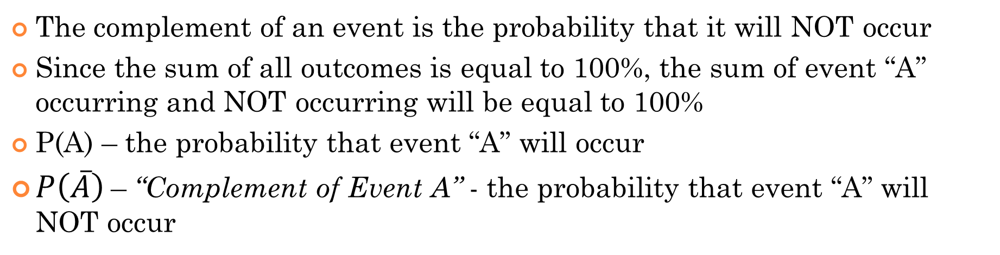 The complement of an event is the probability that it will NOT occur
Since the sum of all outcomes is equal to 100%, the sum of event “A”
occurring and NOT occurring will be equal to 100%
P(A) – the probability that event “A” will occur
P(Ā) – “Complement of Event A” - the probability that event “A” will
NOT occur